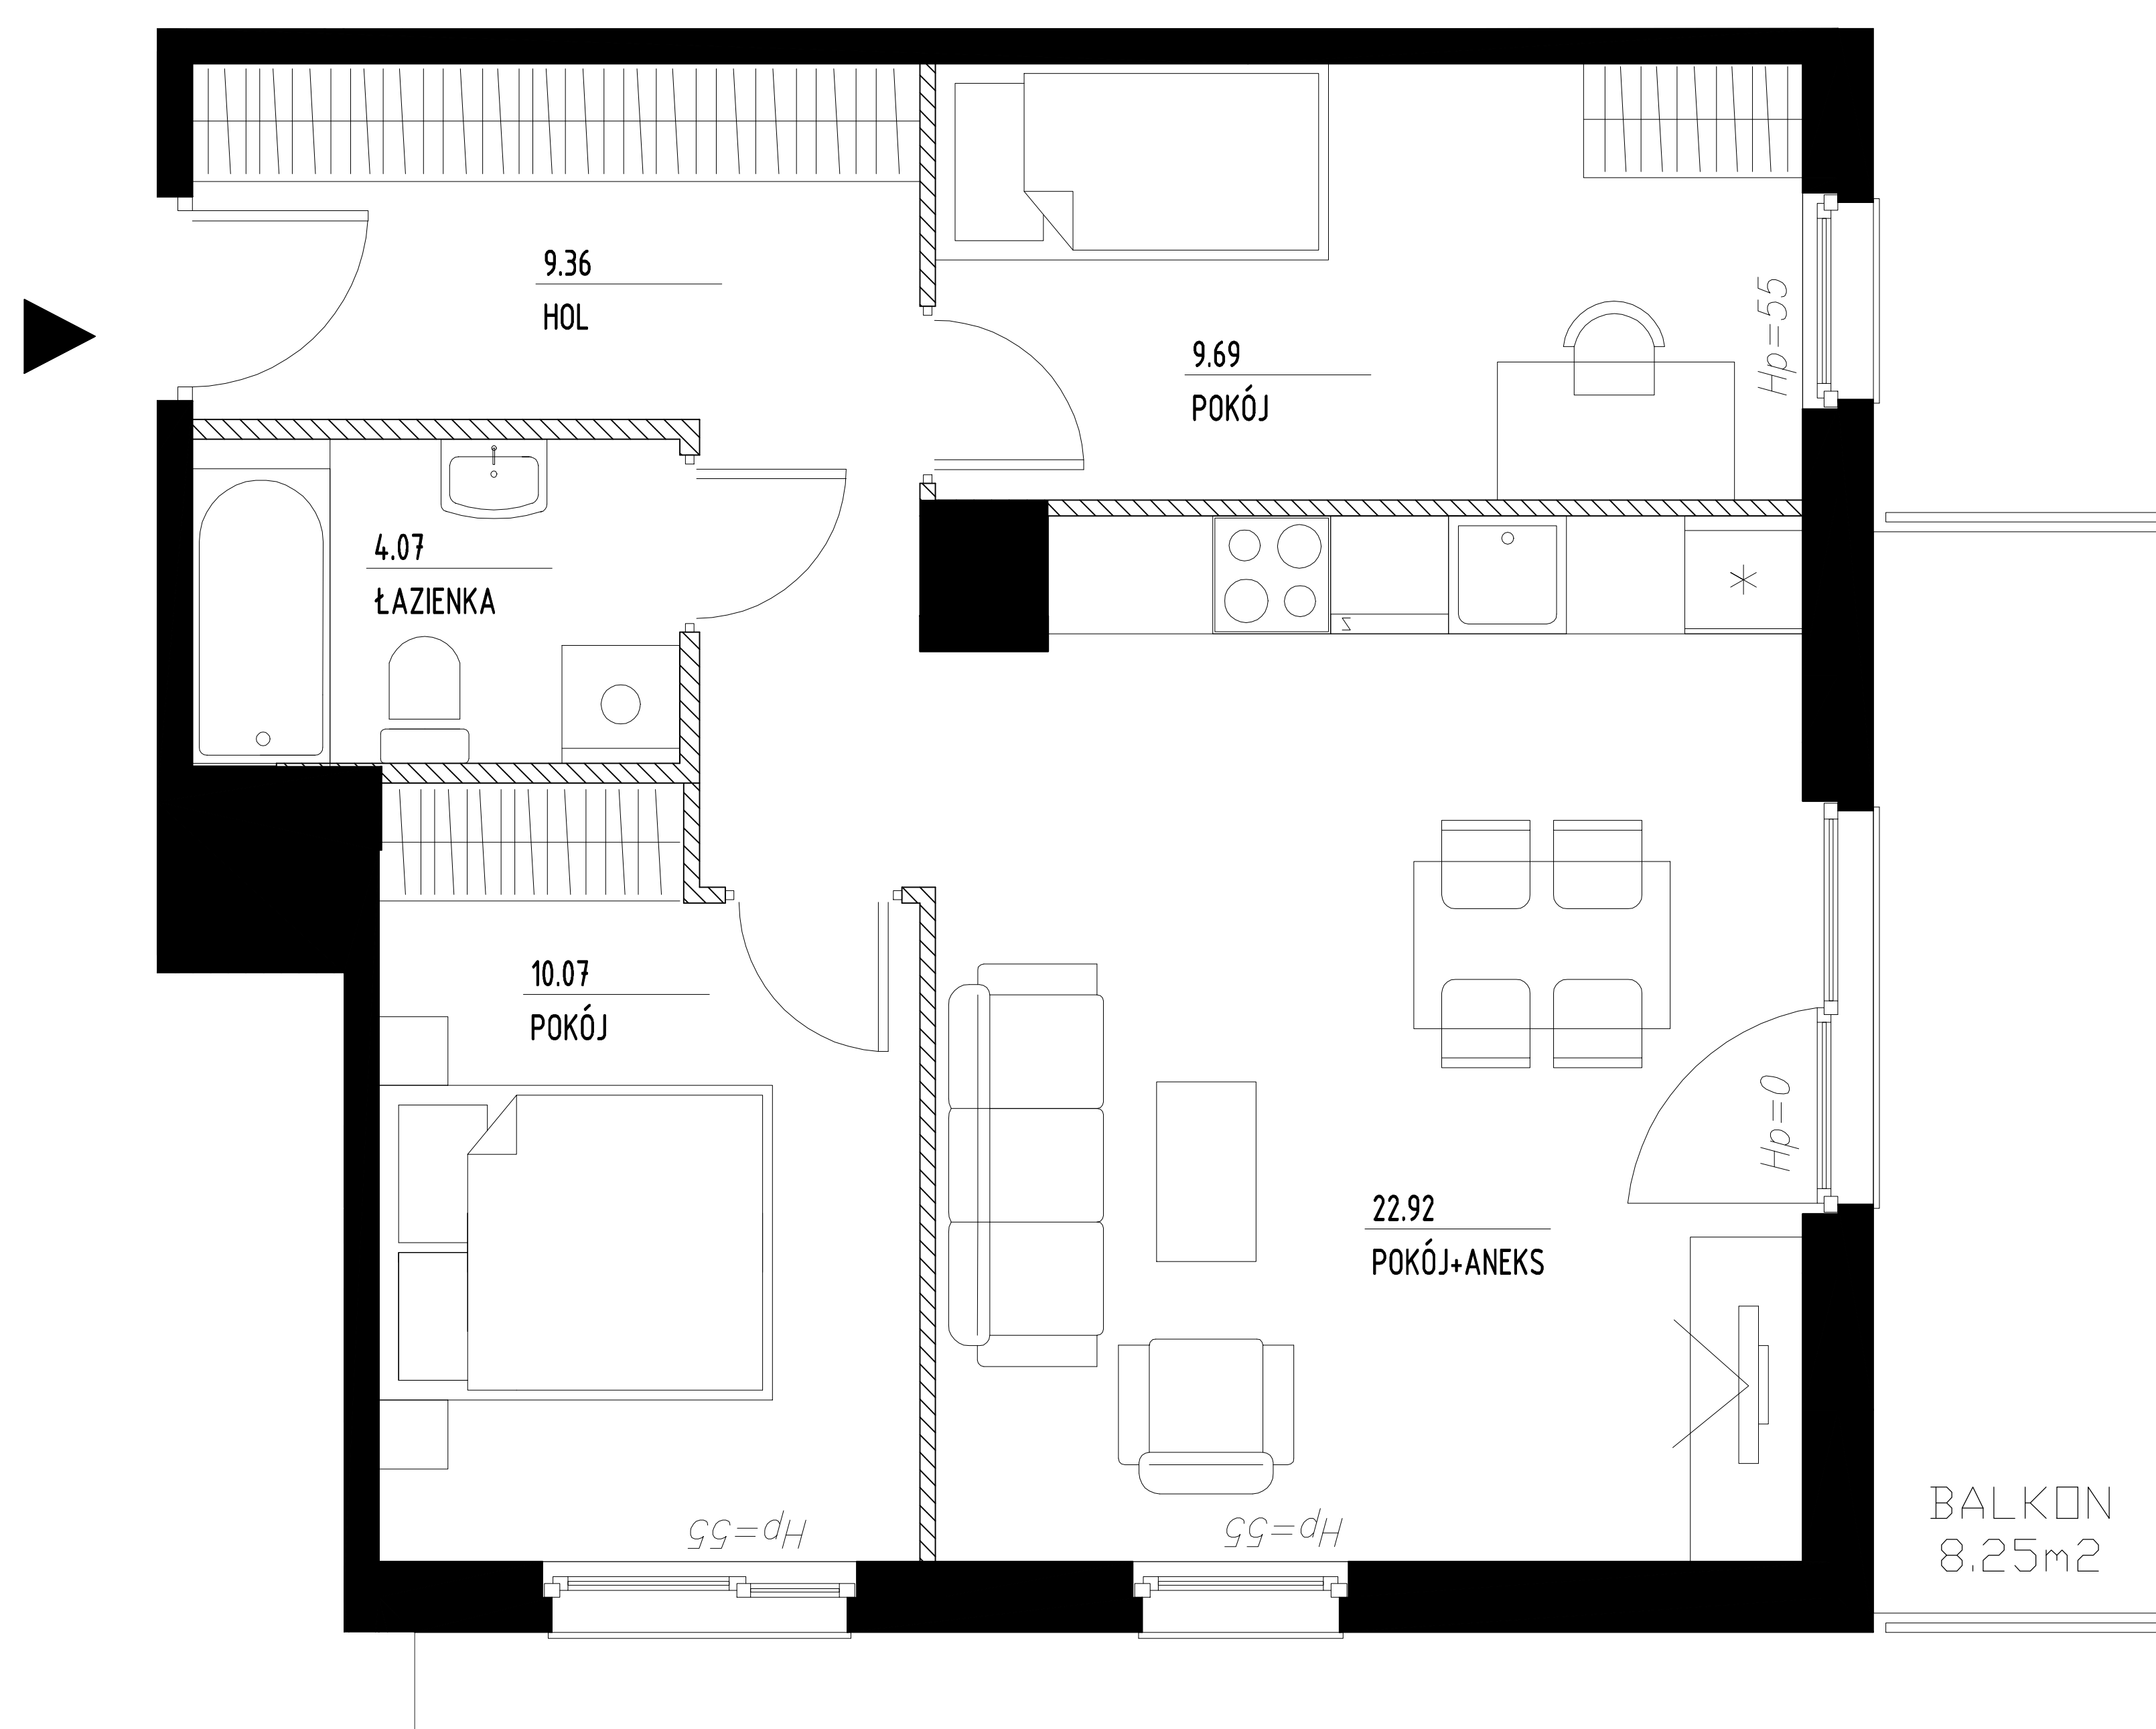 9.36
HOL
9.69
POKÓJ
Hp=55
4.07
ŁAZIENKA
Z
10.07
POKÓJ
Hp=0
22.92
POKÓJ+ANEKS
Hp=55
Hp=55
BALKON
8.25m2